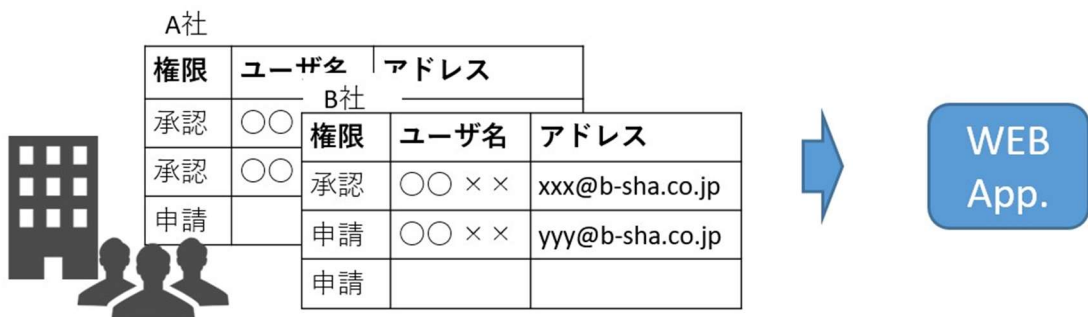 A社
権限 ユーザ名 アドレス
承認 ○○
承認 ○○
申請
B社
権限 ユーザ名 アドレス
承認 ○○ ×× xxx@b-sha.co.jp
申請 ○○ ×× yyy@b-sha.co.jp
申請
WEB
App.